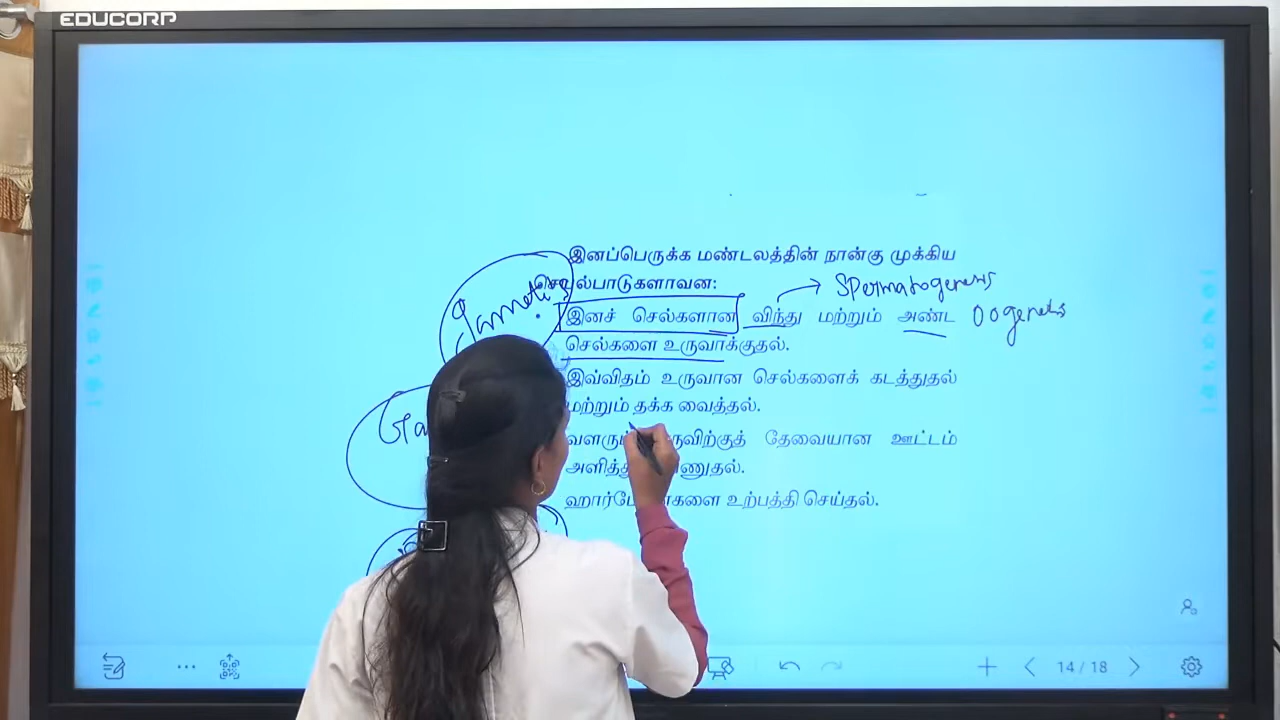 EDUCORP
இனப்பெருக்க மண்டலத்தின் நான்கு முக்கிய
செயல்பாடுகளாவன:
Spermatogenesis
இனச் செல்களான விந்து மற்றும் அண்ட
Oogenesis
செல்களை உருவாக்குதல்.
இவ்விதம் உருவான செல்களைக் கடத்துதல்
மற்றும் தக்க வைத்தல்.
தேவையான ஊட்டம்
ஹார்மோன்களை உற்பத்தி செய்தல்.
14 / 18